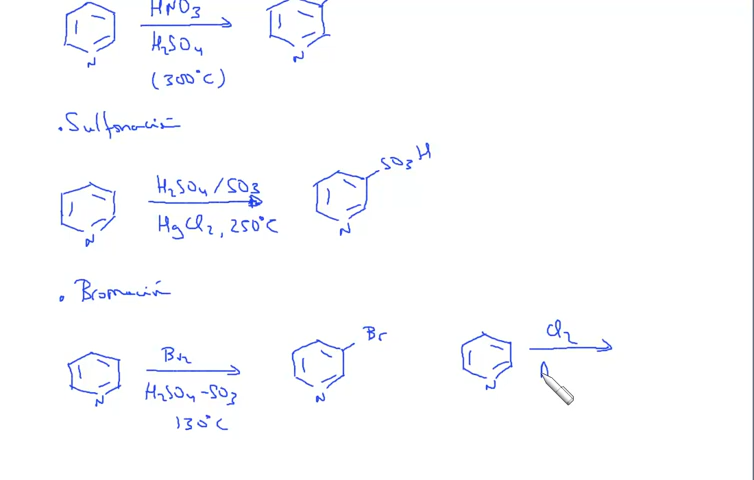 HNO3
H2SO4
N
(300°C)
. Sulfonación
SO3H
H2SO4/SO3
HgCl2, 250°C
N
N
. Bromación
Br
Cl2
Br2
H2SO4-SO3
N
N
N
130°C